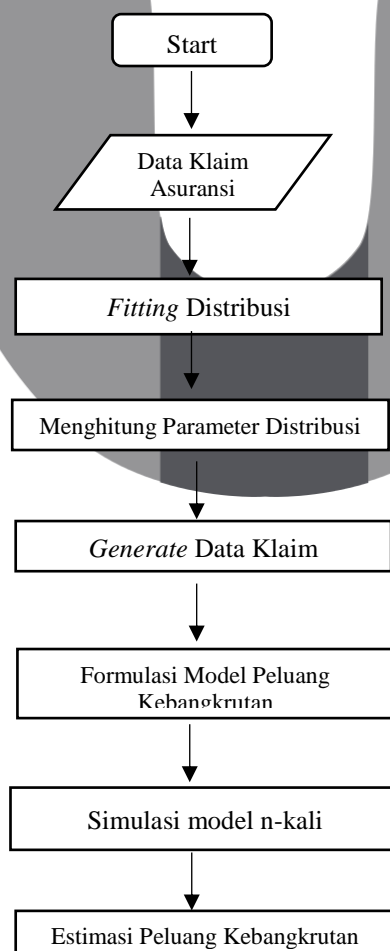 Start
Data Klaim
Asuransi
Fitting Distribusi
Menghitung Parameter Distribusi
Generate Data Klaim
Formulasi Model Peluang
Kebangkrutan
Simulasi model n-kali
Estimasi Peluang Kebangkrutan